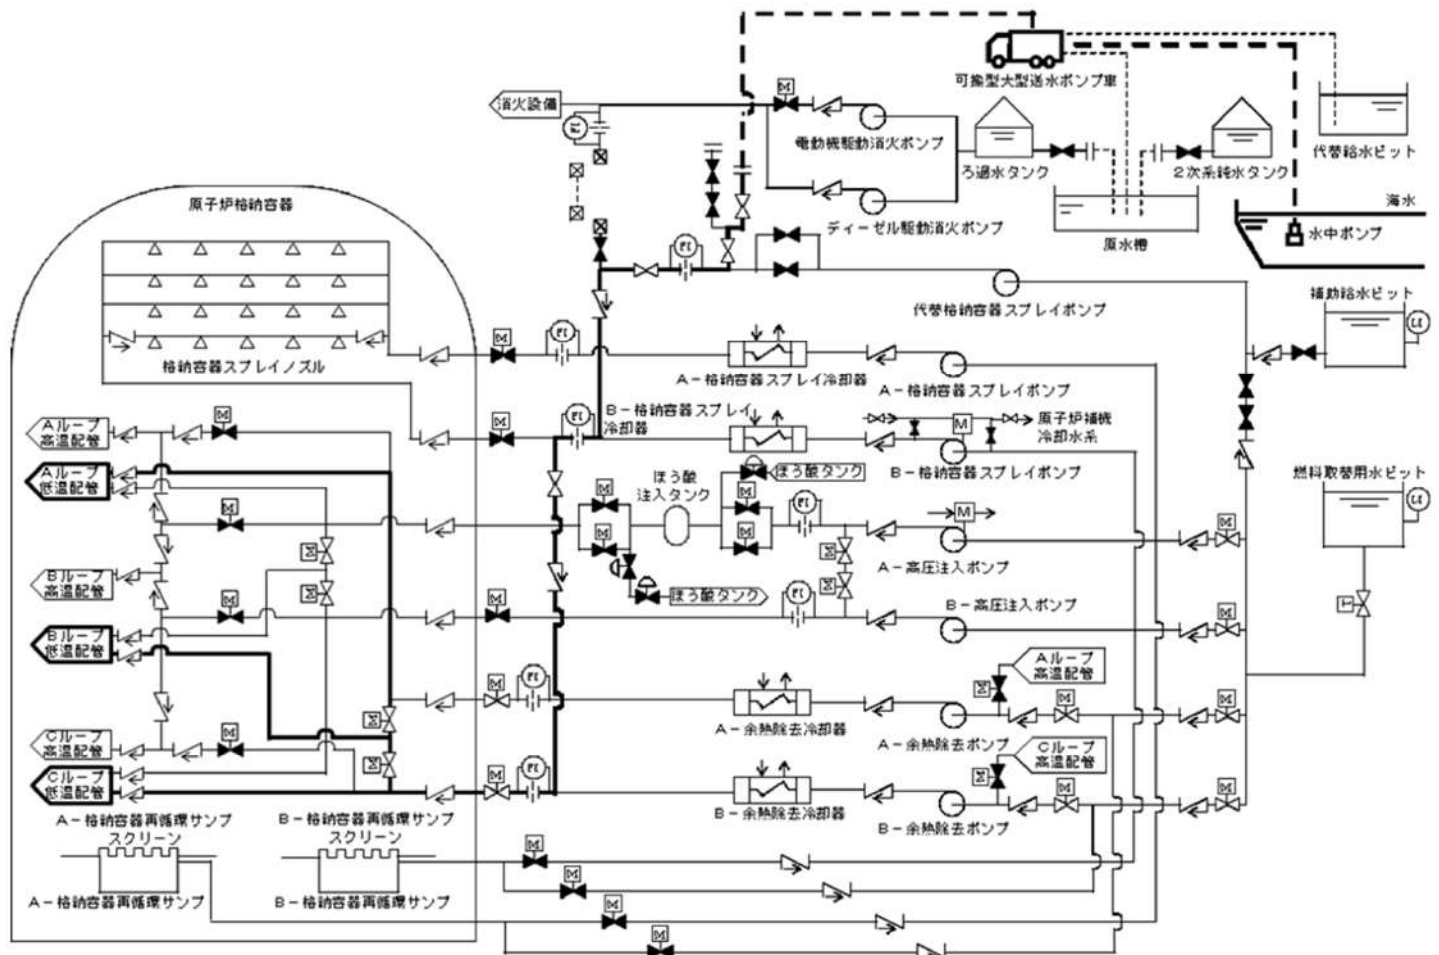 可搬型大型送水ポンプ車
消火設備
FI
M
電動機駆動消火ポンプ
ろ過水タンク
2次系純水タンク
代替給水ピット
原子炉格納容器
ディーゼル駆動消火ポンプ
原水槽
海水
水中ポンプ
FI
代替格納容器スプレイポンプ
補助給水ピット
LI
格納容器スプレイノズル
M
FI
A-格納容器スプレイ冷却器
A-格納容器スプレイポンプ
Aループ
高温配管
M
M
FI
B-格納容器スプレイ
冷却器
M
原子炉補機
冷却水系
B-格納容器スプレイポンプ
Aループ
低温配管
ほう酸タンク
ほう酸
注入タンク
燃料取替用水ピット
LI
M
M
M
FI
M
M
M
M
M
M
A-高圧注入ポンプ
Bループ
高温配管
M
M
ほう酸タンク
M
M
FI
B-高圧注入ポンプ
M
I
Bループ
低温配管
Aループ
高温配管
M
FI
M
M
M
M
A-余熱除去冷却器
A-余熱除去ポンプ
Cループ
高温配管
M
Cループ
高温配管
M
Cループ
低温配管
M
FI
M
M
M
B-余熱除去冷却器
B-余熱除去ポンプ
A-格納容器再循環サンプ
スクリーン
B-格納容器再循環サンプ
スクリーン
M
M
A-格納容器再循環サンプ
B-格納容器再循環サンプ
M
M